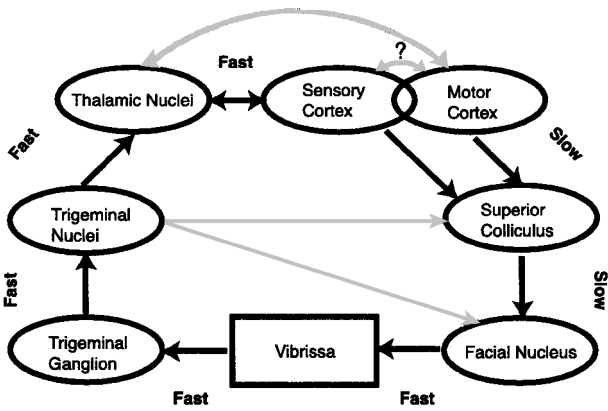 ?
Fast
Thalamic Nuclei
Sensory
Cortex
Motor
Cortex
Fast
Slow
Trigeminal
Nuclei
Superior
Colliculus
Fast
Slow
Trigeminal
Ganglion
Vibrissa
Facial Nucleus
Fast
Fast